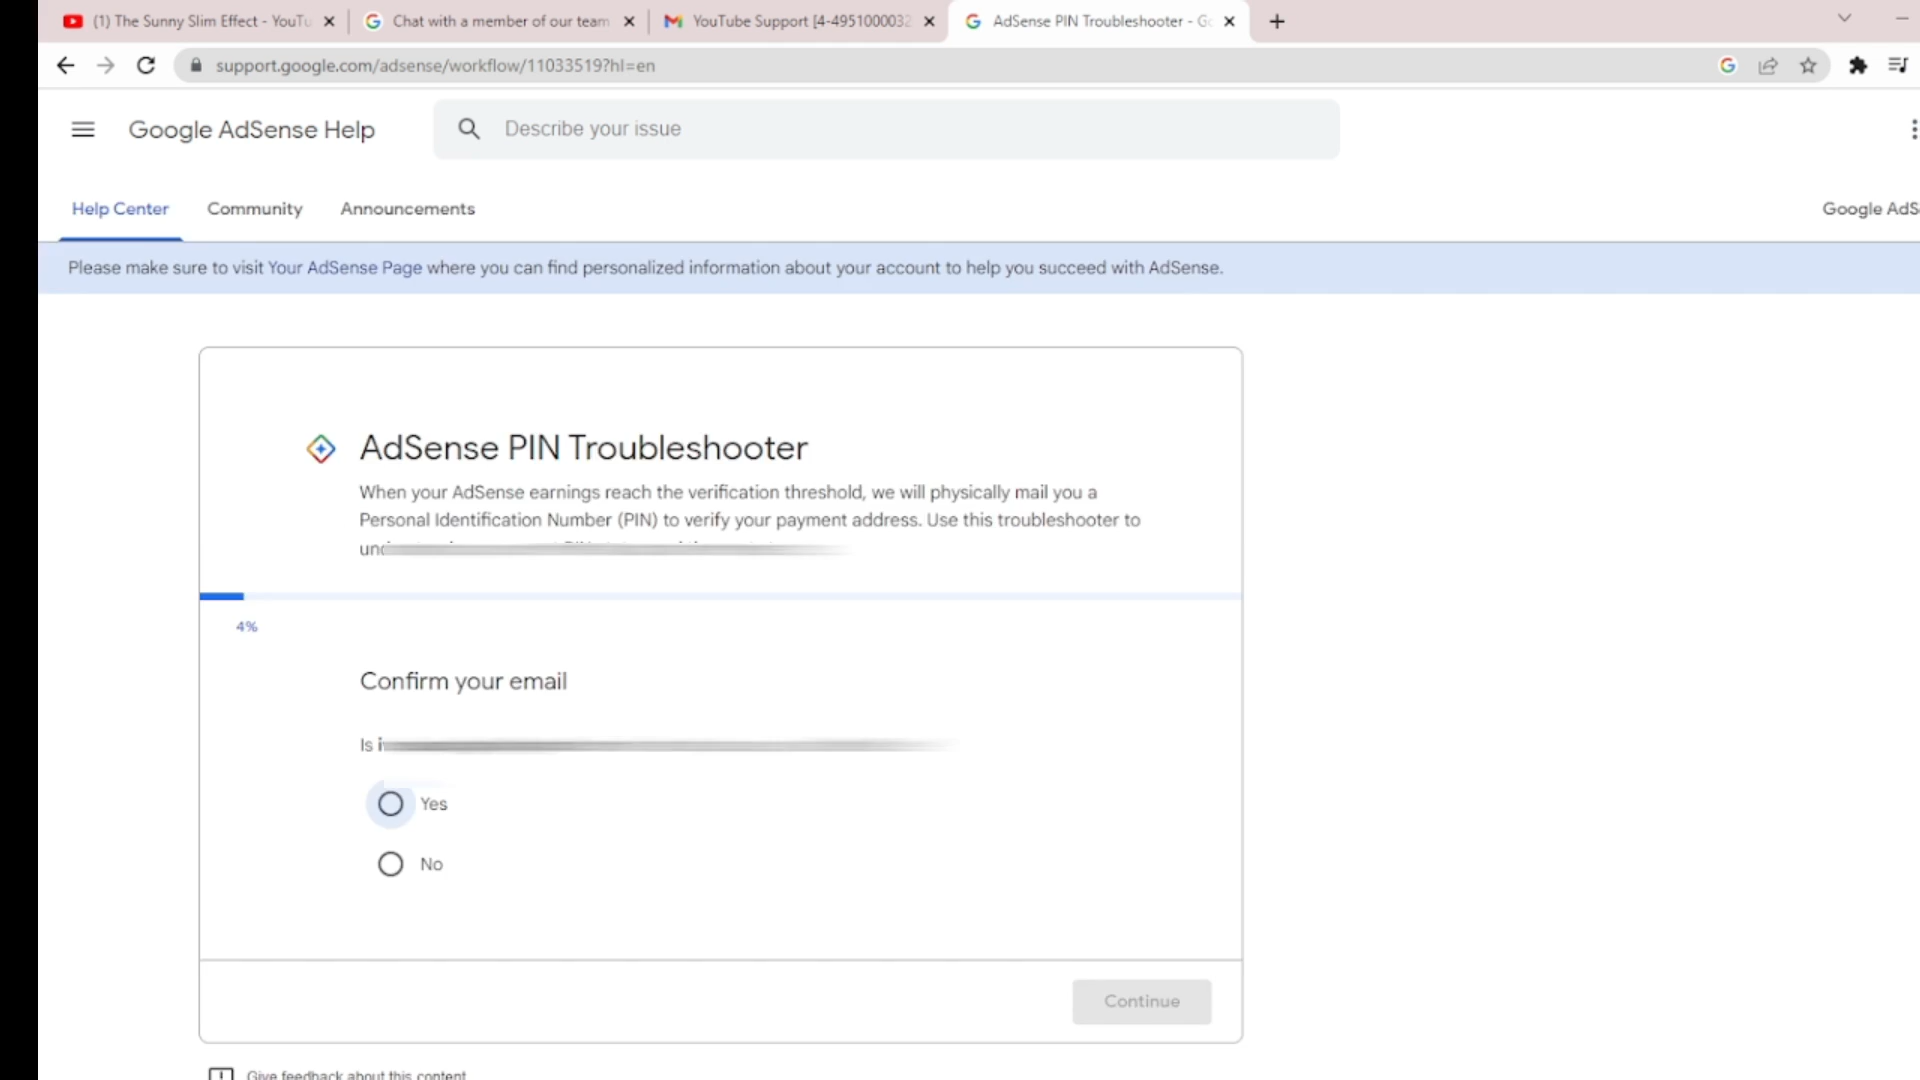 (1) The Sunny Slim Effect - YouTu
Chat with a member of our team
YouTube Support [4-4951000032
AdSense PIN Troubleshooter - Go
support.google.com/adsense/workflow/11033519?hl=en
Google AdSense Help
Describe your issue
Help Center
Community
Announcements
Google AdS
Please make sure to visit Your AdSense Page where you can find personalized information about your account to help you succeed with AdSense.
AdSense PIN Troubleshooter
When your AdSense earnings reach the verification threshold, we will physically mail you a
Personal Identification Number (PIN) to verify your payment address. Use this troubleshooter to
4%
Confirm your email
Is
Yes
No
Continue
Give feedback about this content